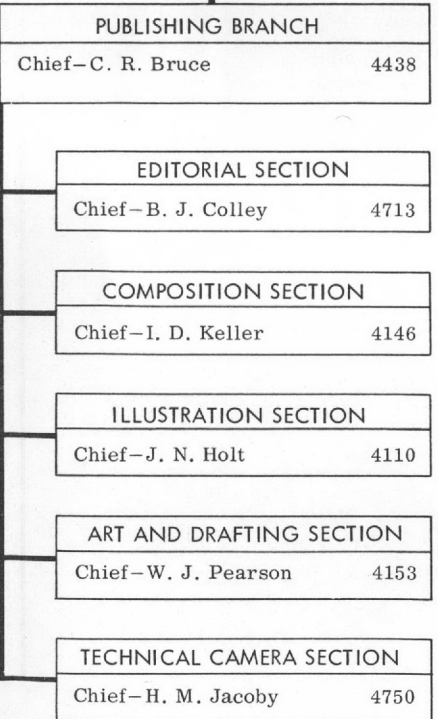 PUBLISHING BRANCH
Chief—C. R. Bruce 4438
EDITORIAL SECTION
Chief—B. J. Colley 4713
COMPOSITION SECTION
Chief—I. D. Keller 4146
ILLUSTRATION SECTION
Chief—J. N. Holt 4110
ART AND DRAFTING SECTION
Chief—W. J. Pearson 4153
TECHNICAL CAMERA SECTION
Chief—H. M. Jacoby 4750